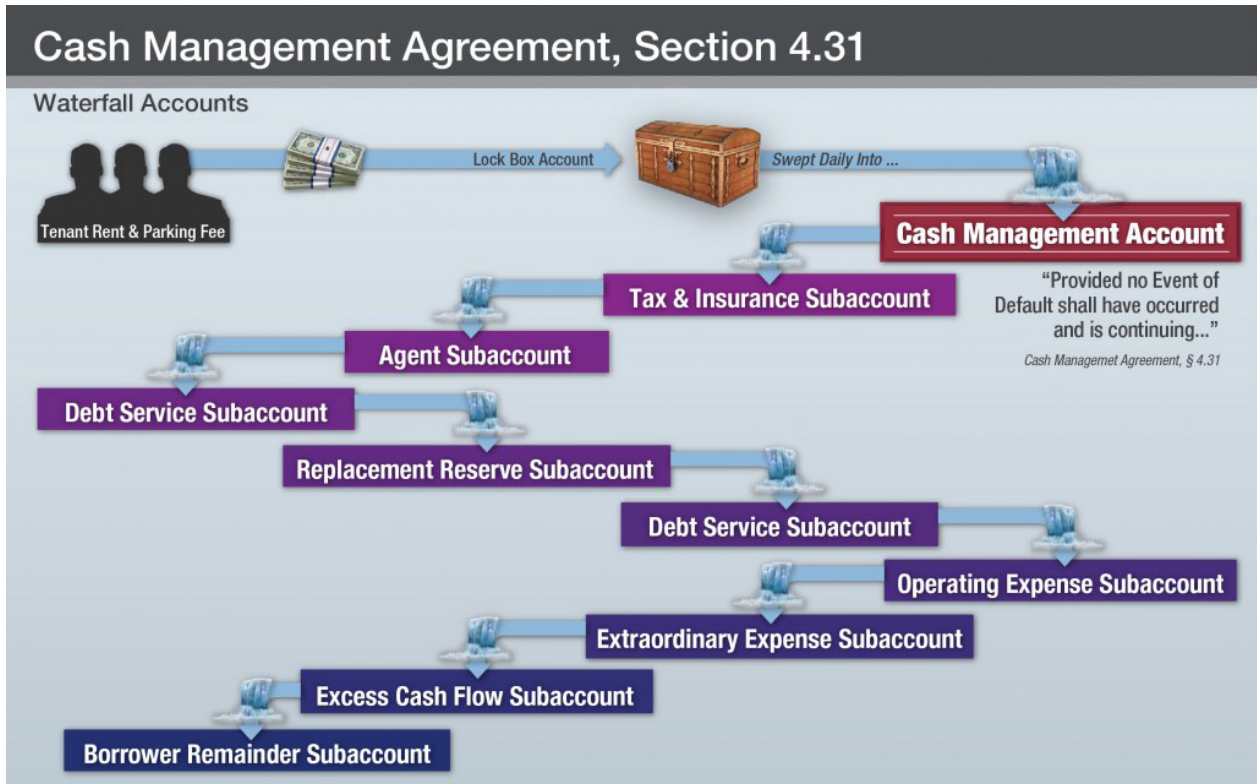 Cash Management Agreement, Section 4.31
Waterfall Accounts
Lock Box Account
Swept Daily Into ...
Tenant Rent & Parking Fee
Cash Management Account
"Provided no Event of
Default shall have occurred
and is continuing..."
Cash Managemet Agreement, § 4.31
Tax & Insurance Subaccount
Agent Subaccount
Debt Service Subaccount
Replacement Reserve Subaccount
Debt Service Subaccount
Operating Expense Subaccount
Extraordinary Expense Subaccount
Excess Cash Flow Subaccount
Borrower Remainder Subaccount